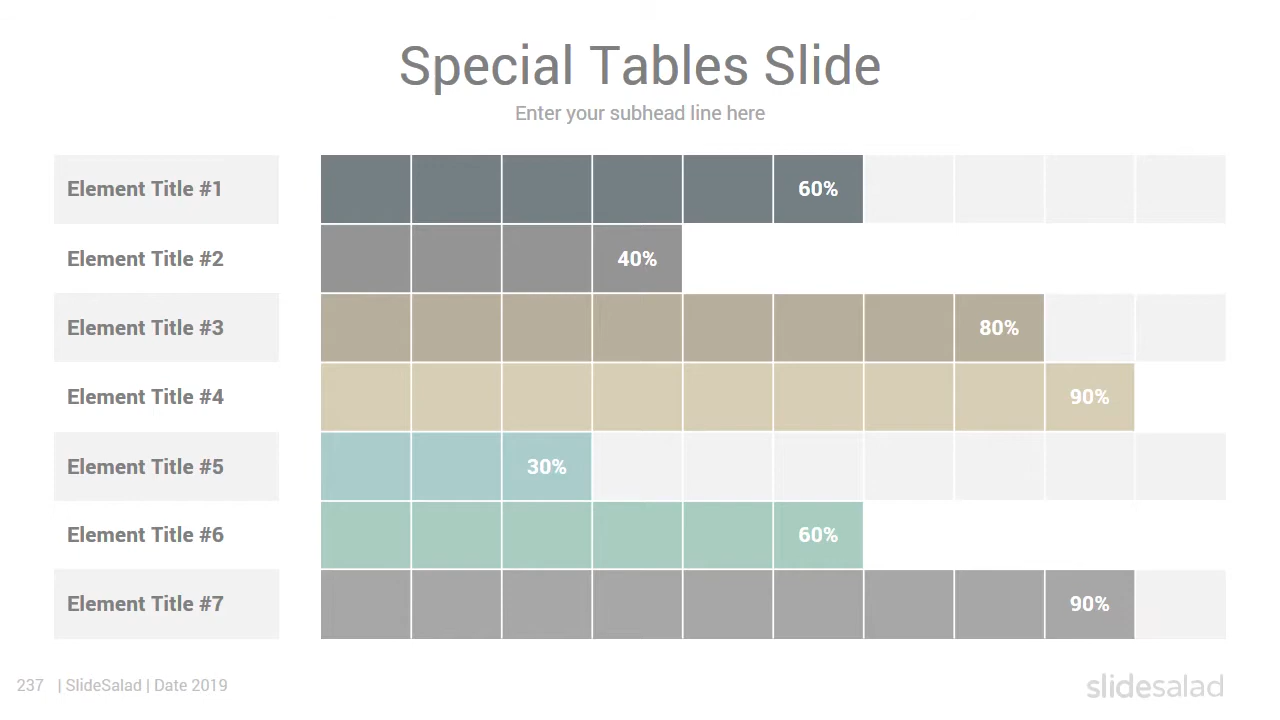 Special Tables Slide
Enter your subhead line here
Element Title #1 60%
Element Title #2 40%
Element Title #3 80%
Element Title #4 90%
Element Title #5 30%
Element Title #6 60%
Element Title #7 90%
237 | SlideSalad | Date 2019
slidesalad